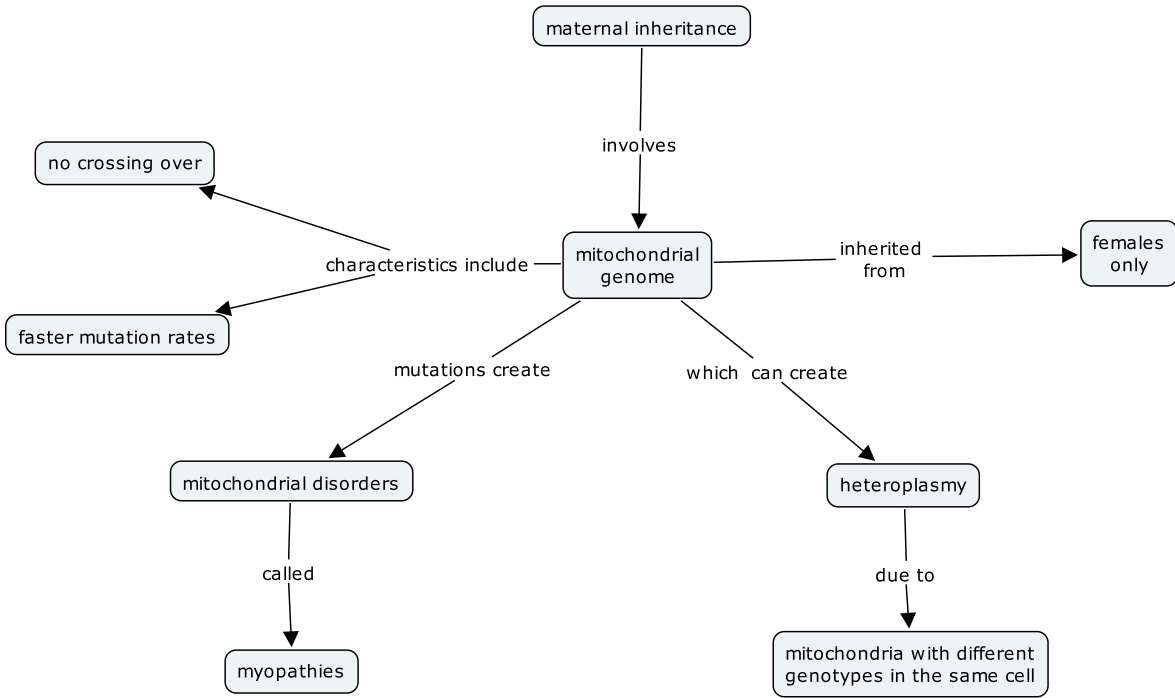 maternal inheritance
involves
no crossing over
characteristics include
mitochondrial
genome
inherited
from
females
only
faster mutation rates
mutations create
which can create
mitochondrial disorders
heteroplasmy
called
due to
myopathies
mitochondria with different
genotypes in the same cell